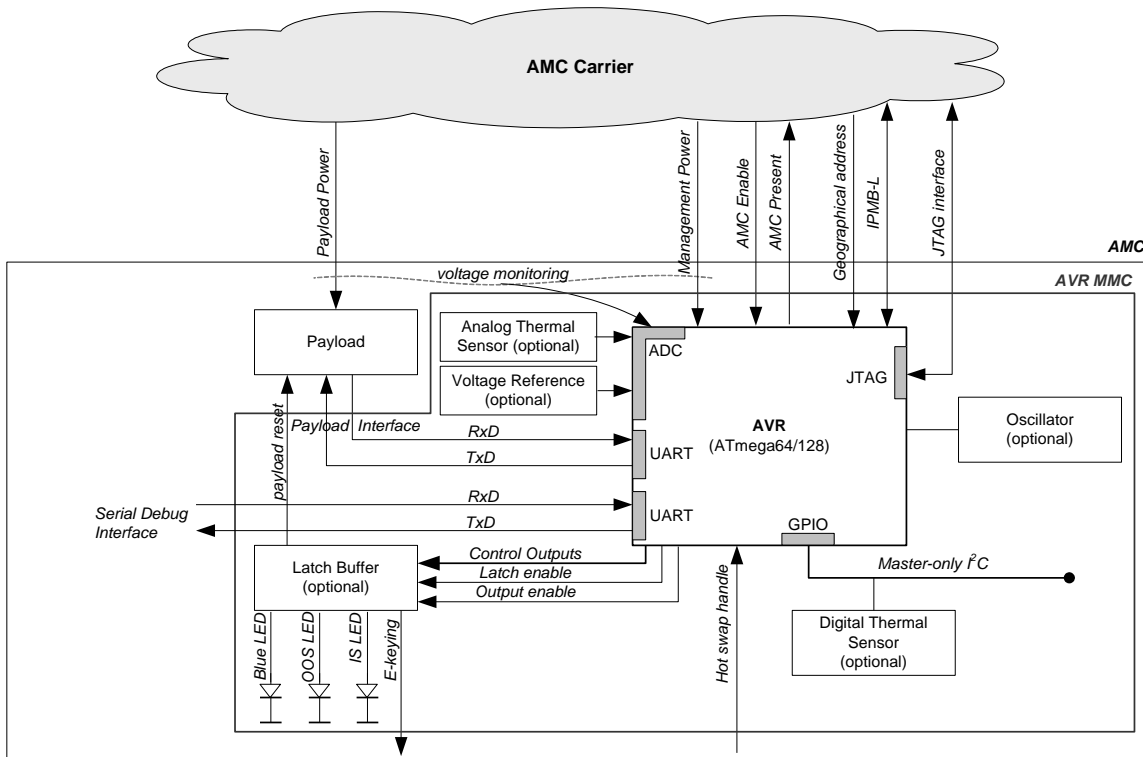 AMC Carrier
Payload Power
Management Power
AMC Enable
AMC Present
Geographical address
IPMB-L
JTAG interface
AMC
voltage monitoring
AVR MMC
Payload
Analog Thermal
Sensor (optional)
ADC
Voltage Reference
(optional)
JTAG
AVR
(ATmega64/128)
Oscillator
(optional)
payload reset
Payload Interface
RxD
TxD
UART
Serial Debug
Interface
RxD
TxD
UART
GPIO
Latch Buffer
(optional)
Control Outputs
Latch enable
Output enable
Master-only I²C
Digital Thermal
Sensor
(optional)
Hot swap handle
Blue LED
OOS LED
IS LED
E-keying